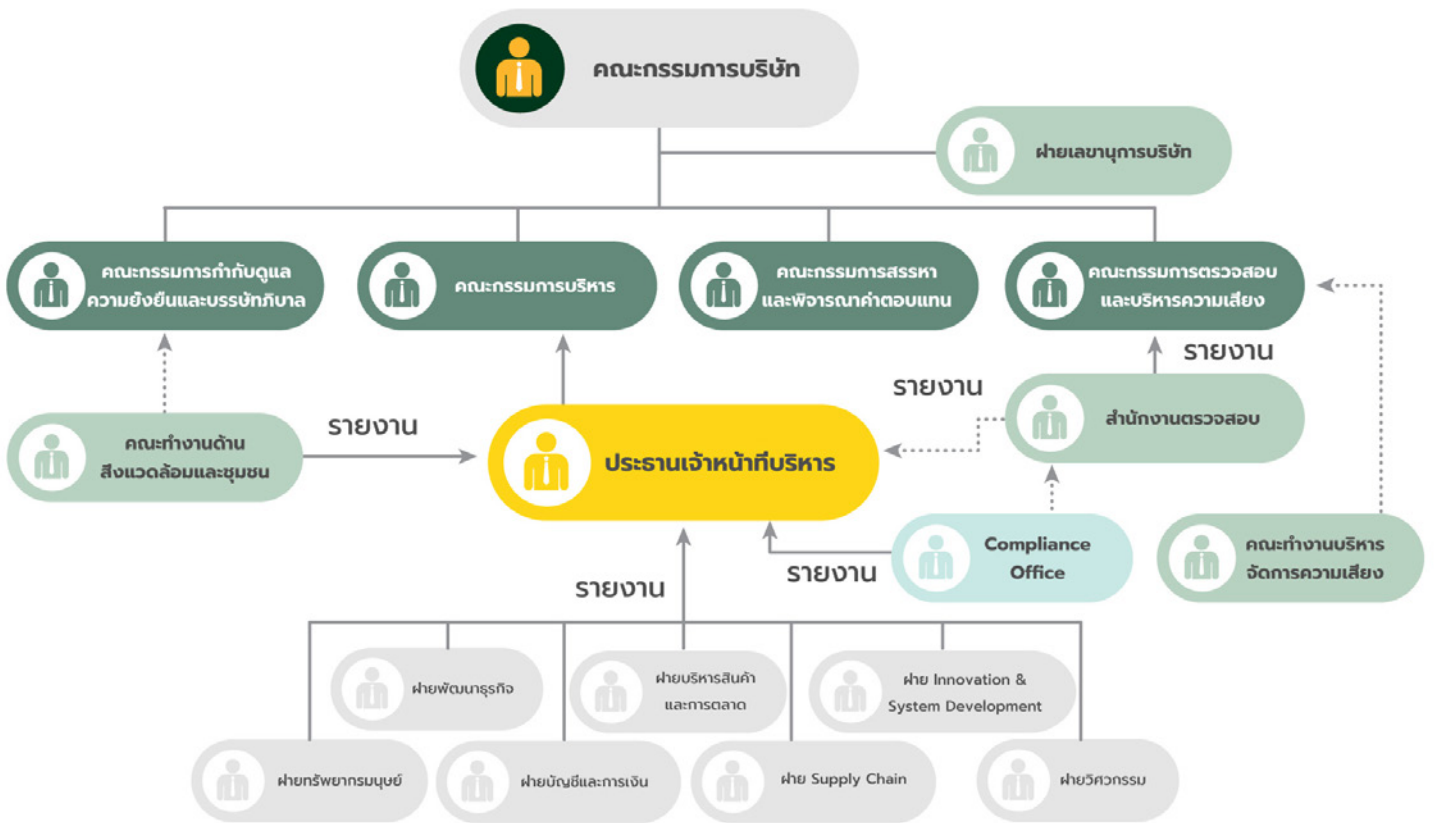 คณะกรรมการบริษัท
ฝ่ายเลขานุการบริษัท
คณะกรรมการกำกับดูแล
ความยั่งยืนและบรรษัทภิบาล
คณะกรรมการบริหาร
คณะกรรมการสรรหา
และพิจารณาค่าตอบแทน
คณะกรรมการตรวจสอบ
และบริหารความเสี่ยง
รายงาน
รายงาน
สำนักงานตรวจสอบ
รายงาน
คณะทำงานด้าน
สิ่งแวดล้อมและชุมชน
ประธานเจ้าหน้าที่บริหาร
Compliance
Office
คณะทำงานบริหาร
จัดการความเสี่ยง
รายงาน
รายงาน
ฝ่ายพัฒนาธุรกิจ
ฝ่ายบริหารสินค้า
และการตลาด
ฝ่าย Innovation &
System Development
ฝ่ายทรัพยากรมนุษย์
ฝ่ายบัญชีและการเงิน
ฝ่าย Supply Chain
ฝ่ายวิศวกรรม